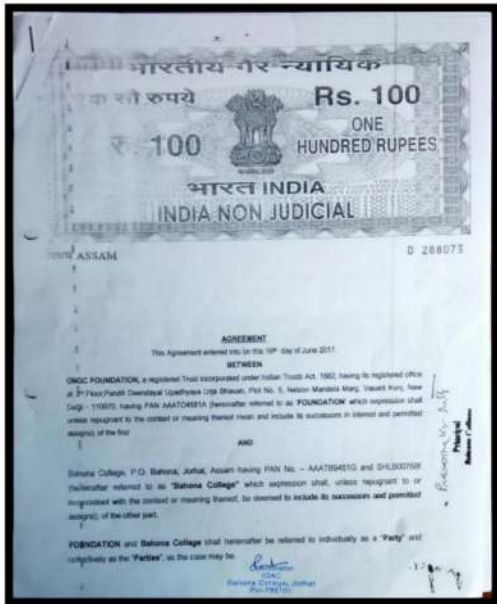 भारतीय गैर न्यायिक
एक सौ रुपये
Rs. 100
रु. 100
ONE
HUNDRED RUPEES
भारत INDIA
INDIA NON JUDICIAL
ASSAM
D 288073
AGREEMENT
This Agreement entered into on this 16th day of June 2017.
BETWEEN
ONGC FOUNDATION, a registered Trust incorporated under Indian Trusts Act, 1882, having its registered office
at 3rd Floor,Pandit Deendayal Upadhyaya Urja Bhawan, Plot No. 5, Nelson Mandela Marg, Vasant Kunj, New
Delhi - 110070, having PAN (hereinafter referred to as 'FOUNDATION' which expression shall
unless repugnant to the context or meaning thereof mean and include its successors in interest and permitted
assigns), of the first
AND
Bahona College, P.O. Bahona, Jorhat, Assam having PAN No. – and
(hereinafter referred to as "Bahona College" which expression shall, unless repugnant to or
inconsistent with the context or meaning thereof, be deemed to include its successors and permitted
assigns), of the other part.
FOUNDATION and Bahona College shall hereinafter be referred to individually as a "Party" and
collectively as the "Parties", as the case may be.
Principal
Bahona College
IQAC
Bahona College, Jorhat